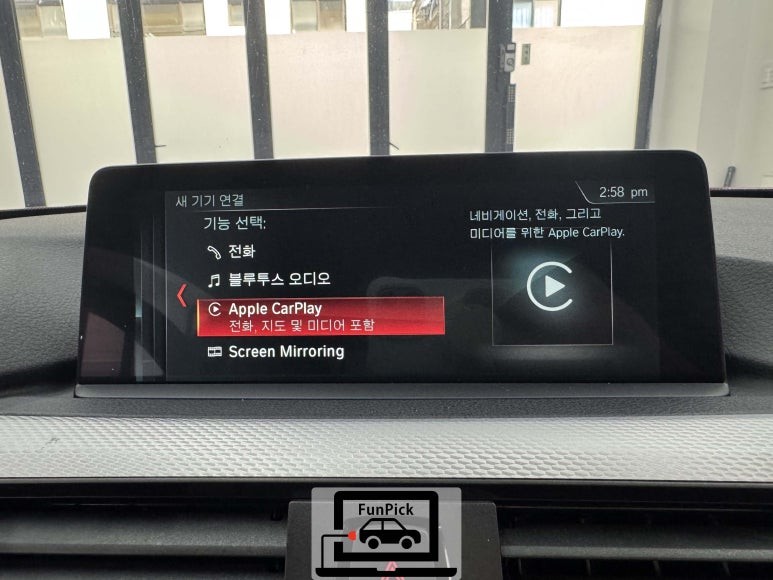 새 기기 연결
2:58 pm
기능 선택:
전화
블루투스 오디오
Apple CarPlay
전화, 지도 및 미디어 포함
Screen Mirroring
네비게이션, 전화, 그리고
미디어를 위한 Apple CarPlay.
FunPick